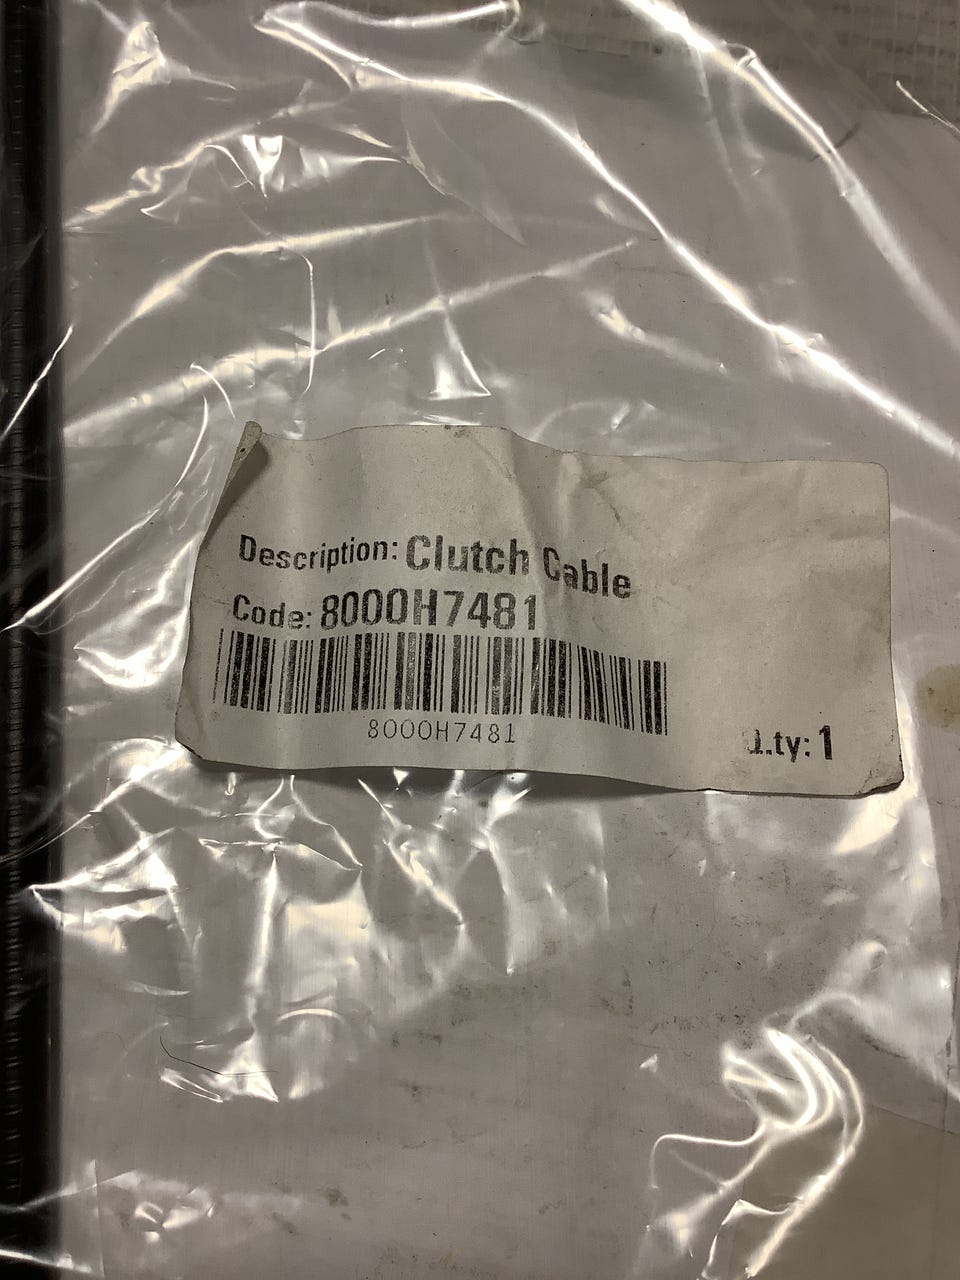 Description: Clutch Cable
Code: 8000H7481
8000H7481
Q.ty: 1